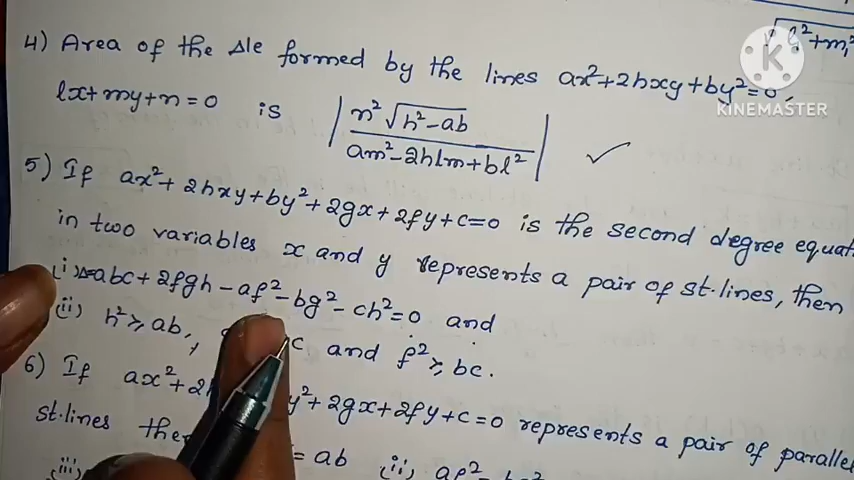 √l²+m²
KINEMASTER
4) Area of the Δle formed by the lines ax²+2hxy+by²=0,
lx+my+n=0 is |n²√h²-ab / am²-2hlm+bl²| ✓
5) If ax²+2hxy+by²+2gx+2fy+c=0 is the second degree equat
in two variables x and y represents a pair of st.lines, then
(i) Δ=abc+2fgh-af²-bg²-ch²=0 and
(ii) h²≥ab, c and f²≥bc.
6) If ax²+2 y²+2gx+2fy+c=0 represents a pair of parallel
st.lines the = ab (ii)
(iii)